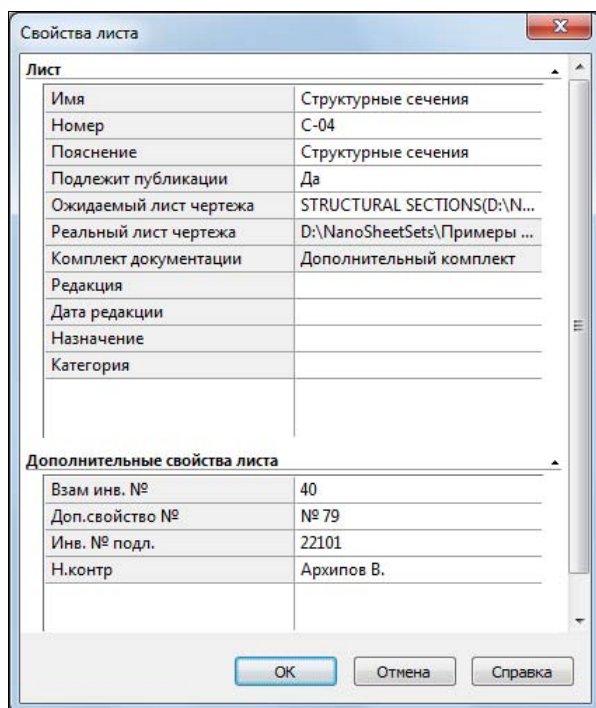 Свойства листа
Лист
Имя Структурные сечения
Номер С-04
Пояснение Структурные сечения
Подлежит публикации Да
Ожидаемый лист чертежа STRUCTURAL SECTIONS(D:\N...
Реальный лист чертежа D:\NanoSheetSets\Примеры ...
Комплект документации Дополнительный комплект
Редакция
Дата редакции
Назначение
Категория
Дополнительные свойства листа
Взам инв. № 40
Доп.свойство № № 79
Инв. № подл. 22101
Н.контр Архипов В.
ОК Отмена Справка